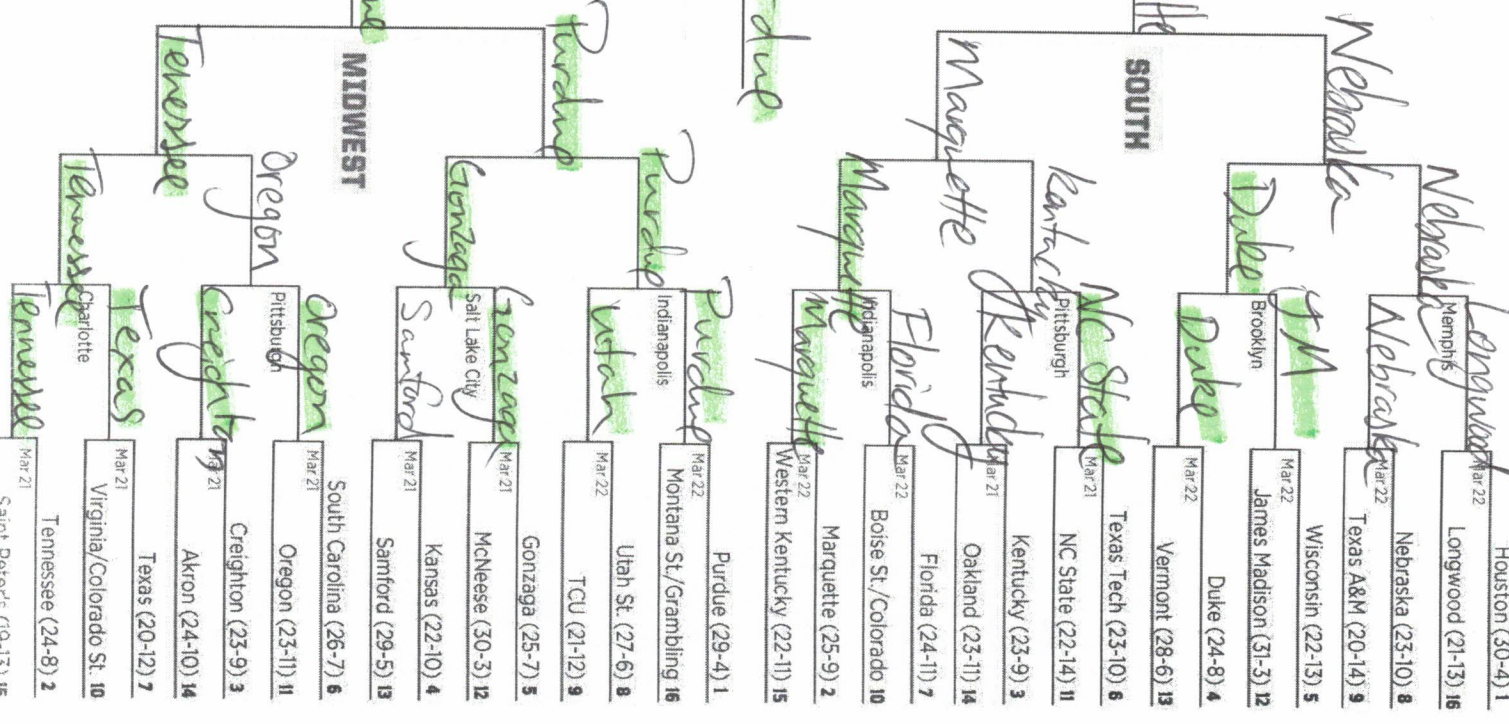 Houston (30-4) 1
Longwood Mar 22
Longwood (21-13) 16
Nebraska Memphis
Nebraska (23-10) 8
Nebraska Mar 22
Texas A&M (20-14) 9
Nebraska
Wisconsin (22-13) 5
JM Mar 22
James Madison (31-3) 12
Duke Brooklyn
Duke (24-8) 4
Duke Mar 22
Vermont (28-6) 13
tte
SOUTH
Texas Tech (23-10) 6
NC State Mar 21
NC State (22-14) 11
Kantacky Pittsburgh
Kentucky (23-9) 3
Kentucky Mar 21
Oakland (23-11) 14
Marquette
Florida (24-11) 7
Florida Mar 22
Boise St./Colorado 10
Marquette Indianapolis
Marquette (25-9) 2
Marquette Mar 22
Western Kentucky (22-11) 15
due
Purdue (29-4) 1
Purdue Mar 22
Montana St./Grambling 16
Purdue Indianapolis
Utah St. (27-6) 8
Utah Mar 22
TCU (21-12) 9
Purdue
Gonzaga (25-7) 5
Gonzaga Mar 21
McNeese (30-3) 12
Gonzaga Salt Lake City
Kansas (22-10) 4
Samford Mar 21
Samford (29-5) 13
ue
MIDWEST
South Carolina (26-7) 6
Oregon Mar 21
Oregon (23-11) 11
Oregon Pittsburgh
Creighton (23-9) 3
Creighton Mar 21
Akron (24-10) 14
Tenessee
Texas (20-12) 7
Texas Mar 21
Virginia/Colorado St. 10
Tennessee Charlotte
Tennessee (24-8) 2
Tennessee Mar 21
Saint Peter's (19-13) 15